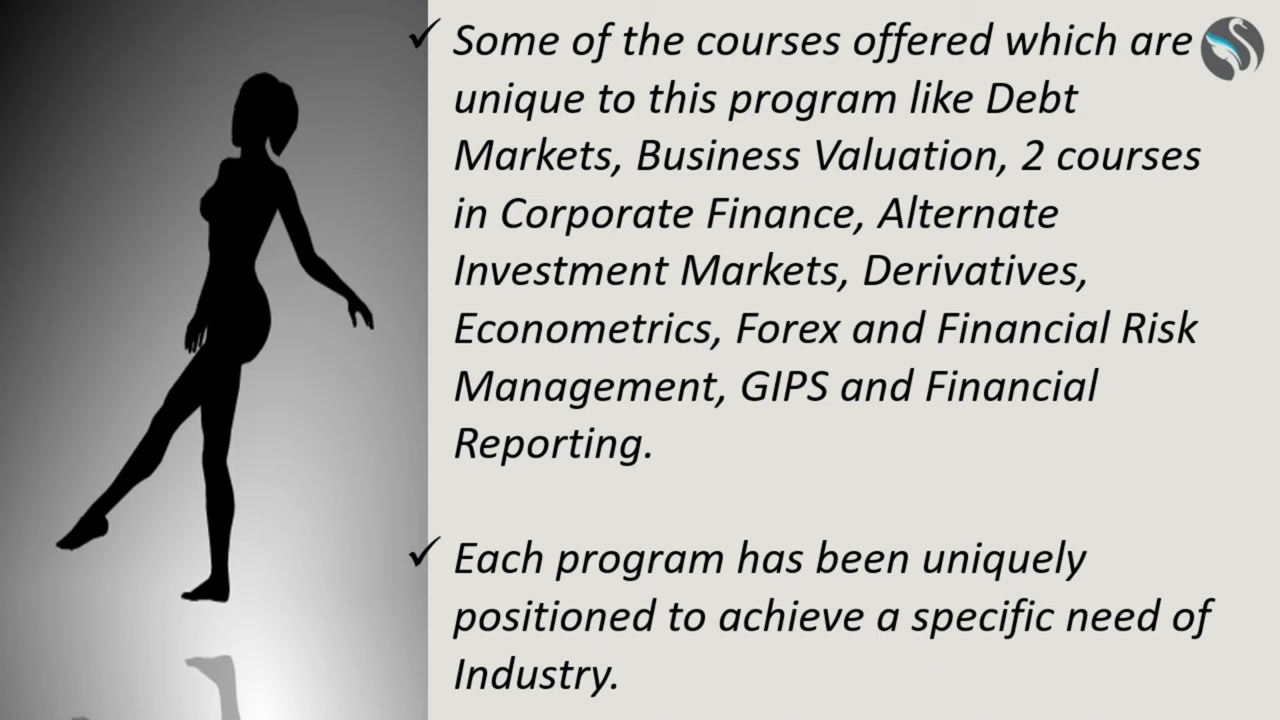 ✓ Some of the courses offered which are
unique to this program like Debt
Markets, Business Valuation, 2 courses
in Corporate Finance, Alternate
Investment Markets, Derivatives,
Econometrics, Forex and Financial Risk
Management, GIPS and Financial
Reporting.
✓ Each program has been uniquely
positioned to achieve a specific need of
Industry.